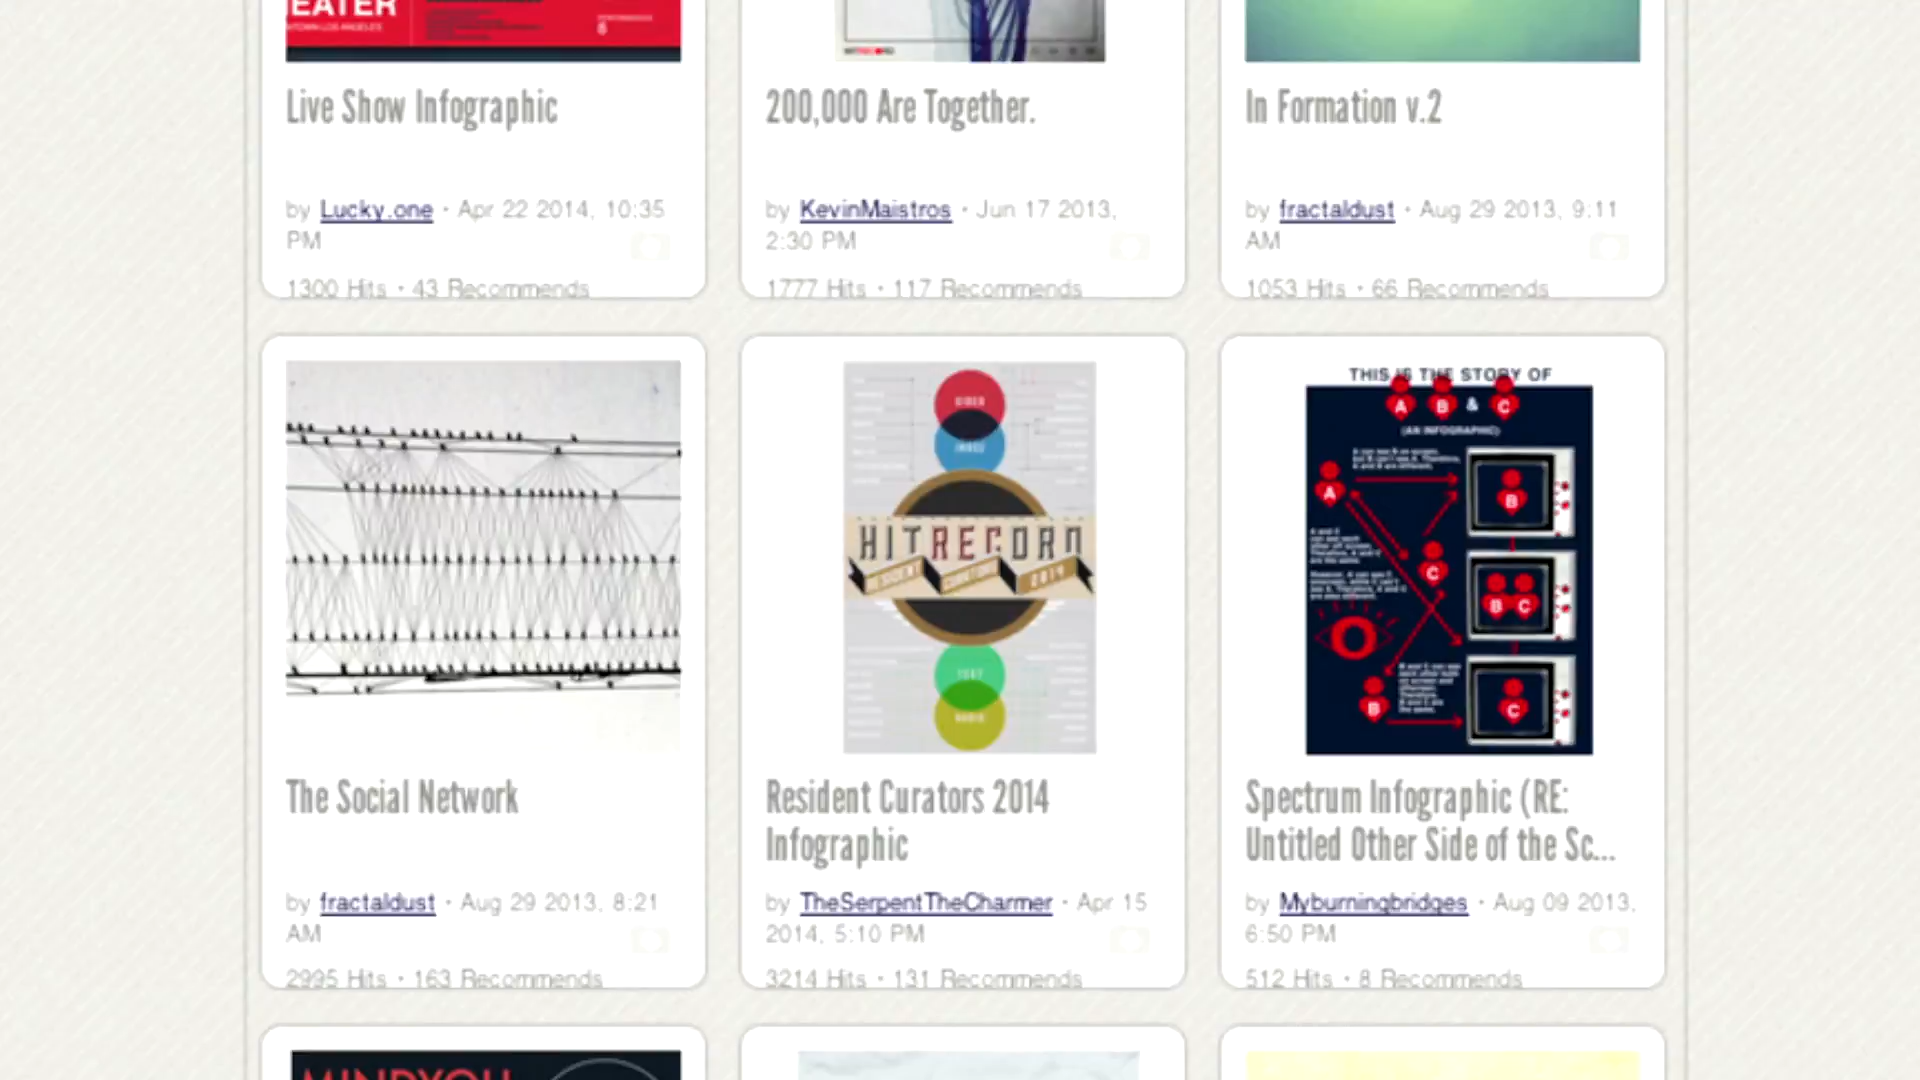 EATER
Live Show Infographic
200,000 Are Together.
In Formation v.2
by Lucky.one · Apr 22 2014, 10:35
PM
by KevinMaistros · Jun 17 2013,
2:30 PM
by fractaldust · Aug 29 2013, 9:11
AM
1300 Hits · 43 Recommends
1777 Hits · 117 Recommends
1053 Hits · 66 Recommends
HITRECORD
2014
THIS IS THE STORY OF
A B & C
(AN INFOGRAPHIC)
A
B
C
B C
B
C
The Social Network
Resident Curators 2014
Infographic
Spectrum Infographic (RE:
Untitled Other Side of the Sc...
by fractaldust · Aug 29 2013, 8:21
AM
by TheSerpentTheCharmer · Apr 15
2014, 5:10 PM
by Myburningbridges · Aug 09 2013,
6:50 PM
2995 Hits · 163 Recommends
3214 Hits · 131 Recommends
512 Hits · 8 Recommends
MINDYOU